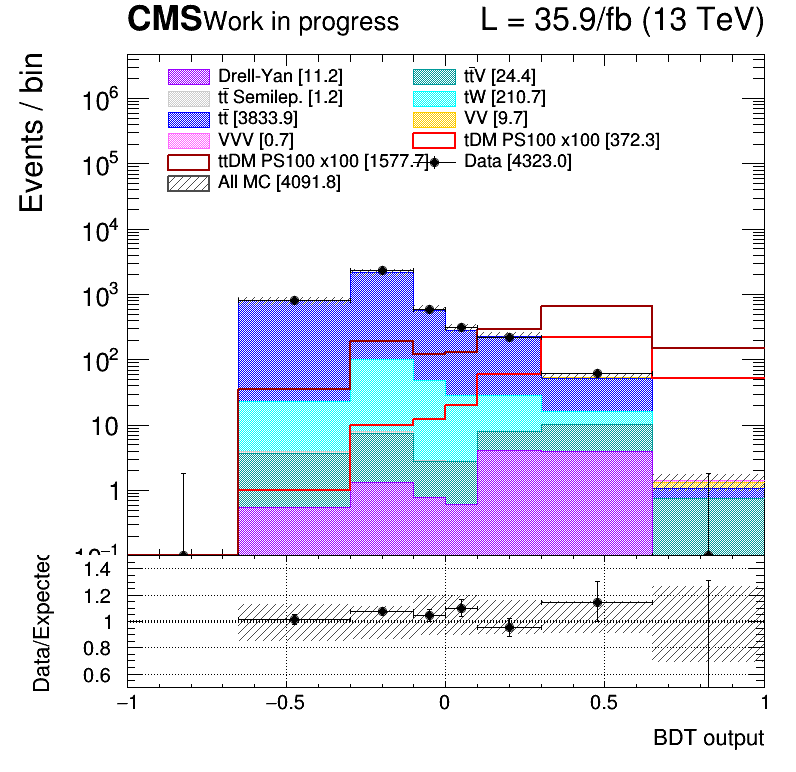 CMS Work in progress L = 35.9/fb (13 TeV)
Events / bin
Drell-Yan [11.2] tt̄V [24.4]
tt̄ Semilep. [1.2] tW [210.7]
tt̄ [3833.9] VV [9.7]
VVV [0.7] tDM PS100 x100 [372.3]
ttDM PS100 x100 [1577.7] Data [4323.0]
All MC [4091.8]
10⁶
10⁵
10⁴
10³
10²
10
1
10⁻¹
Data/Expected
1.4
1.2
1
0.8
0.6
−1 −0.5 0 0.5 1
BDT output